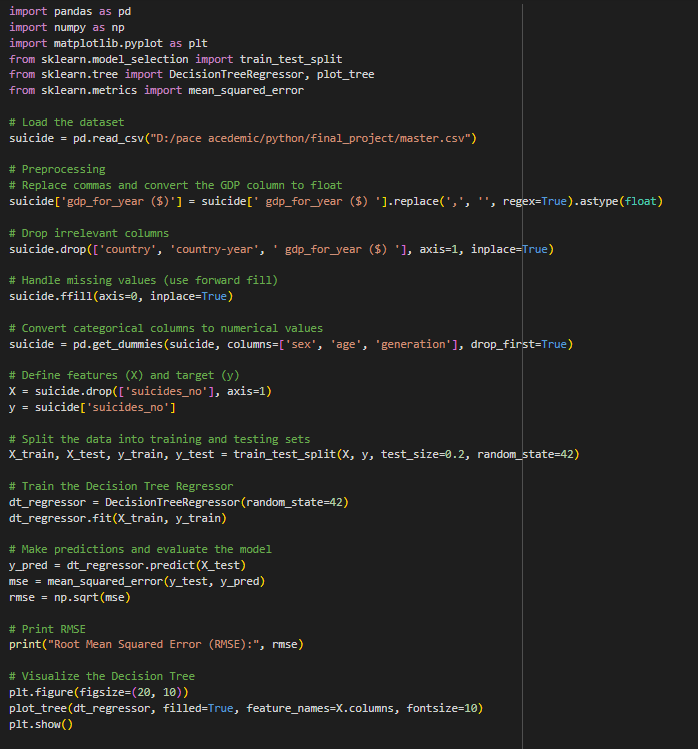 import pandas as pd
import numpy as np
import matplotlib.pyplot as plt
from sklearn.model_selection import train_test_split
from sklearn.tree import DecisionTreeRegressor, plot_tree
from sklearn.metrics import mean_squared_error

# Load the dataset
suicide = pd.read_csv("D:/pace acedemic/python/final_project/master.csv")

# Preprocessing
# Replace commas and convert the GDP column to float
suicide['gdp_for_year ($)'] = suicide[' gdp_for_year ($) '].replace(',', '', regex=True).astype(float)

# Drop irrelevant columns
suicide.drop(['country', 'country-year', ' gdp_for_year ($) '], axis=1, inplace=True)

# Handle missing values (use forward fill)
suicide.ffill(axis=0, inplace=True)

# Convert categorical columns to numerical values
suicide = pd.get_dummies(suicide, columns=['sex', 'age', 'generation'], drop_first=True)

# Define features (X) and target (y)
X = suicide.drop(['suicides_no'], axis=1)
y = suicide['suicides_no']

# Split the data into training and testing sets
X_train, X_test, y_train, y_test = train_test_split(X, y, test_size=0.2, random_state=42)

# Train the Decision Tree Regressor
dt_regressor = DecisionTreeRegressor(random_state=42)
dt_regressor.fit(X_train, y_train)

# Make predictions and evaluate the model
y_pred = dt_regressor.predict(X_test)
mse = mean_squared_error(y_test, y_pred)
rmse = np.sqrt(mse)

# Print RMSE
print("Root Mean Squared Error (RMSE):", rmse)

# Visualize the Decision Tree
plt.figure(figsize=(20, 10))
plot_tree(dt_regressor, filled=True, feature_names=X.columns, fontsize=10)
plt.show()